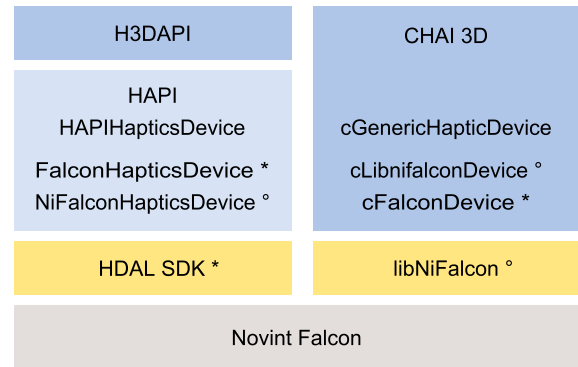 H3DAPI
HAPI
HAPIHapticsDevice
FalconHapticsDevice *
NiFalconHapticsDevice °
HDAL SDK *
CHAI 3D
cGenericHapticDevice
cLibnifalconDevice °
cFalconDevice *
libNiFalcon °
Novint Falcon